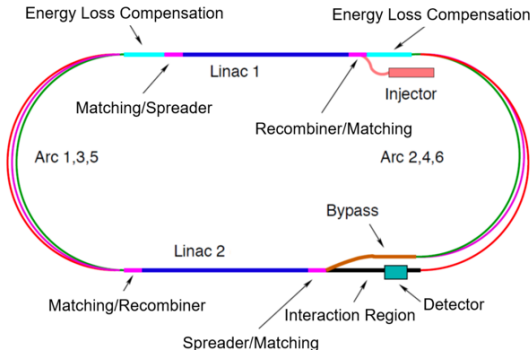 Energy Loss Compensation
Energy Loss Compensation
Linac 1
Injector
Matching/Spreader
Recombiner/Matching
Arc 1,3,5
Arc 2,4,6
Bypass
Linac 2
Matching/Recombiner
Interaction Region
Detector
Spreader/Matching